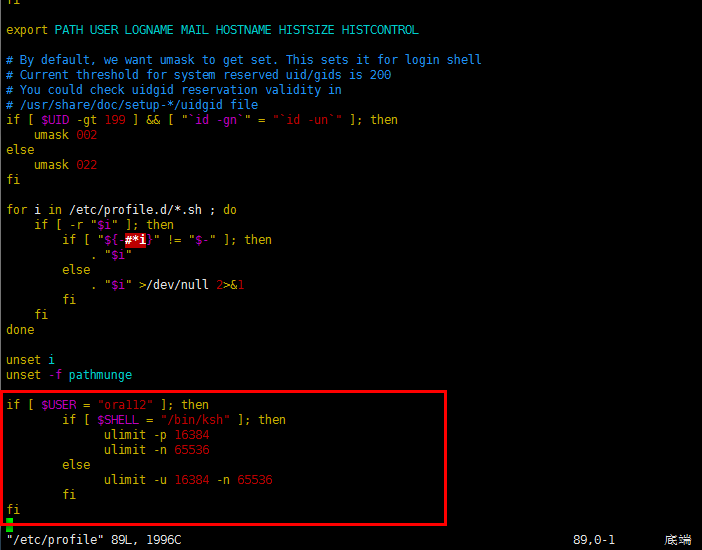 fi
export PATH USER LOGNAME MAIL HOSTNAME HISTSIZE HISTCONTROL
# By default, we want umask to get set. This sets it for login shell
# Current threshold for system reserved uid/gids is 200
# You could check uidgid reservation validity in
# /usr/share/doc/setup-*/uidgid file
if [ $UID -gt 199 ] && [ "`id -gn`" = "`id -un`" ]; then
    umask 002
else
    umask 022
fi
for i in /etc/profile.d/*.sh ; do
    if [ -r "$i" ]; then
        if [ "${-#*i}" != "$-" ]; then
            . "$i"
        else
            . "$i" >/dev/null 2>&1
        fi
    fi
done
unset i
unset -f pathmunge
if [ $USER = "ora112" ]; then
        if [ $SHELL = "/bin/ksh" ]; then
              ulimit -p 16384
              ulimit -n 65536
        else
              ulimit -u 16384 -n 65536
        fi
fi
"/etc/profile" 89L, 1996C 89,0-1 底端